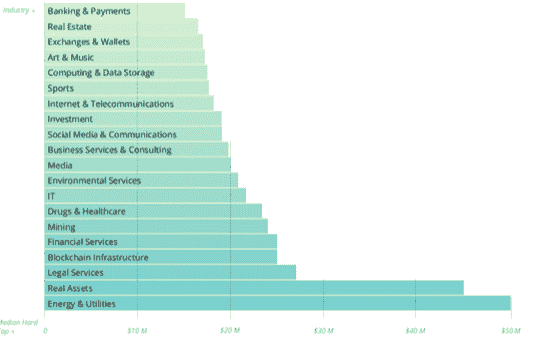 Industry
Banking & Payments
Real Estate
Exchanges & Wallets
Art & Music
Computing & Data Storage
Sports
Internet & Telecommunications
Investment
Social Media & Communications
Business Services & Consulting
Media
Environmental Services
IT
Drugs & Healthcare
Mining
Financial Services
Blockchain Infrastructure
Legal Services
Real Assets
Energy & Utilities
Median Hard
0 $10 M $20 M $30 M $40 M $50 M